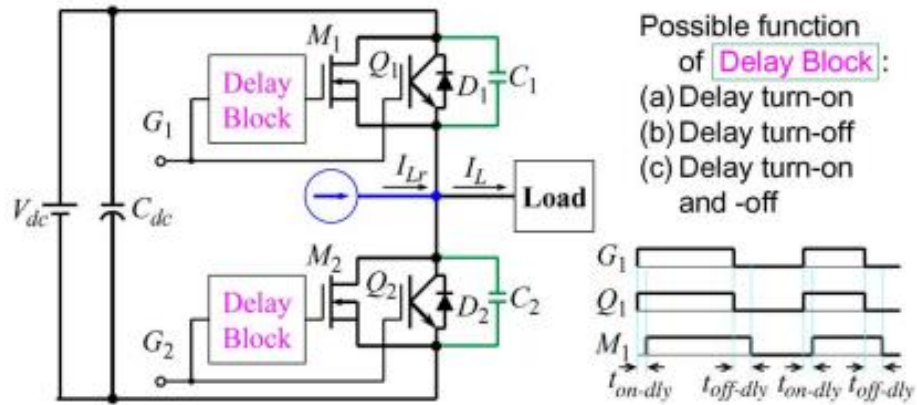 M1
Q1
D1
C1
Delay
Block
G1
ILr
IL
Load
Vdc
Cdc
M2
Q2
D2
C2
Delay
Block
G2
Possible function
of Delay Block:
(a) Delay turn-on
(b) Delay turn-off
(c) Delay turn-on
and -off
G1
Q1
M1
ton-dly toff-dly ton-dly toff-dly